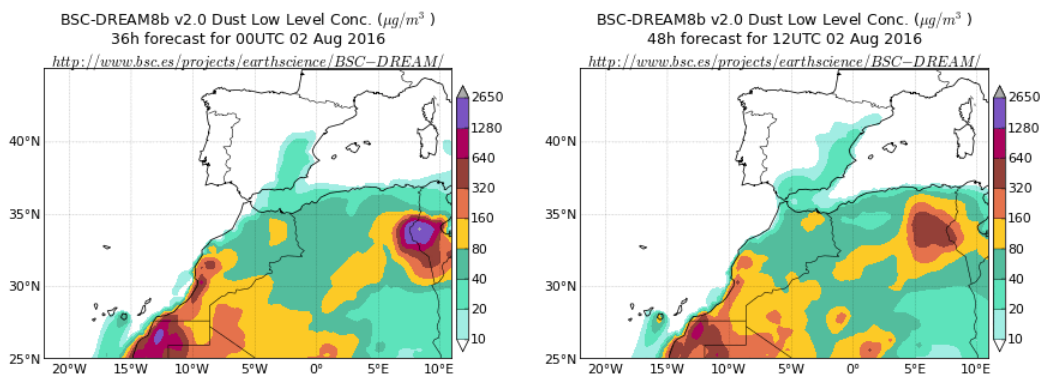 BSC-DREAM8b v2.0 Dust Low Level Conc. (μg/m³ )
36h forecast for 00UTC 02 Aug 2016
http://www.bsc.es/projects/earthscience/BSC−DREAM/
2650
1280
640
320
160
80
40
20
10
40°N
35°N
30°N
25°N
20°W
15°W
10°W
5°W
0°
5°E
10°E
BSC-DREAM8b v2.0 Dust Low Level Conc. (μg/m³ )
48h forecast for 12UTC 02 Aug 2016
http://www.bsc.es/projects/earthscience/BSC−DREAM/
2650
1280
640
320
160
80
40
20
10
40°N
35°N
30°N
25°N
20°W
15°W
10°W
5°W
0°
5°E
10°E